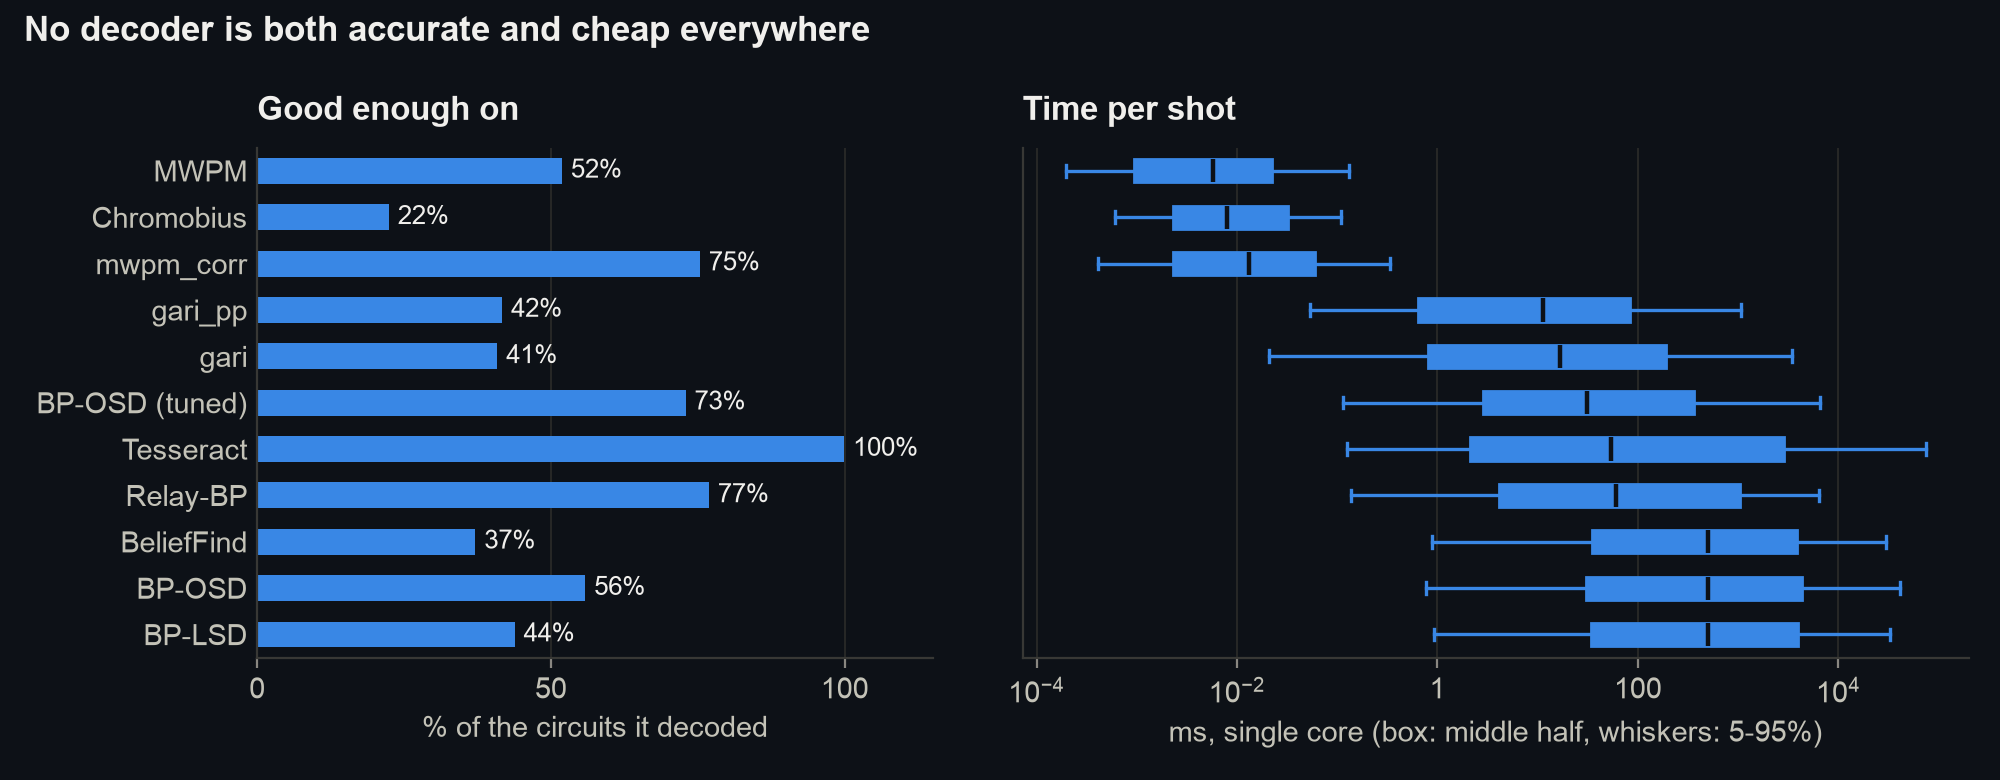 No decoder is both accurate and cheap everywhere
Good enough on
MWPM 52%
Chromobius 22%
mwpm_corr 75%
gari_pp 42%
gari 41%
BP-OSD (tuned) 73%
Tesseract 100%
Relay-BP 77%
BeliefFind 37%
BP-OSD 56%
BP-LSD 44%
0 50 100
% of the circuits it decoded
Time per shot
10⁻⁴ 10⁻² 1 100 10⁴
ms, single core (box: middle half, whiskers: 5-95%)